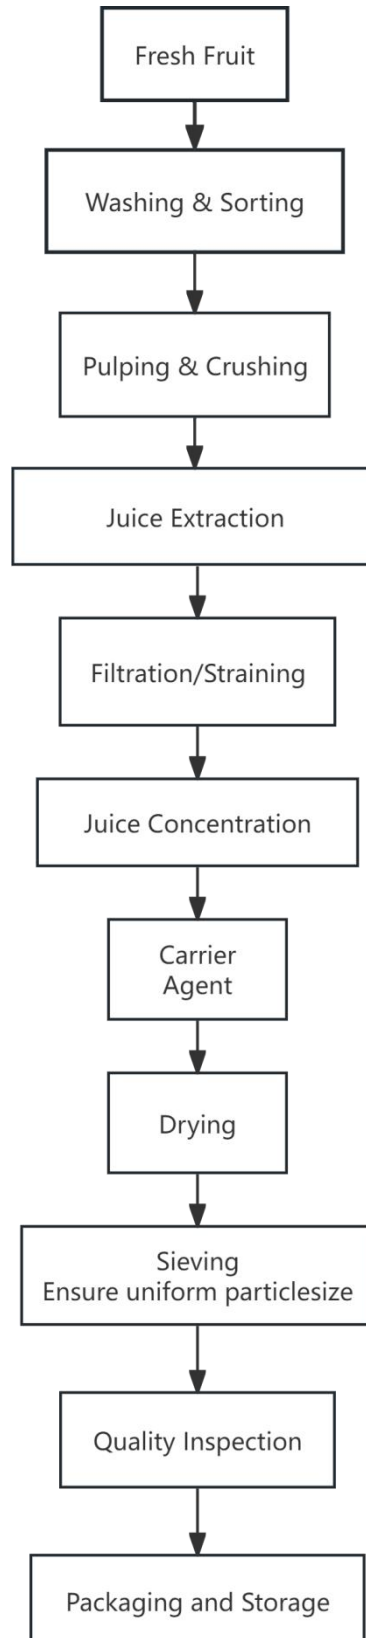 Fresh Fruit
Washing & Sorting
Pulping & Crushing
Juice Extraction
Filtration/Straining
Juice Concentration
Carrier
Agent
Drying
Sieving
Ensure uniform particlesize
Quality Inspection
Packaging and Storage